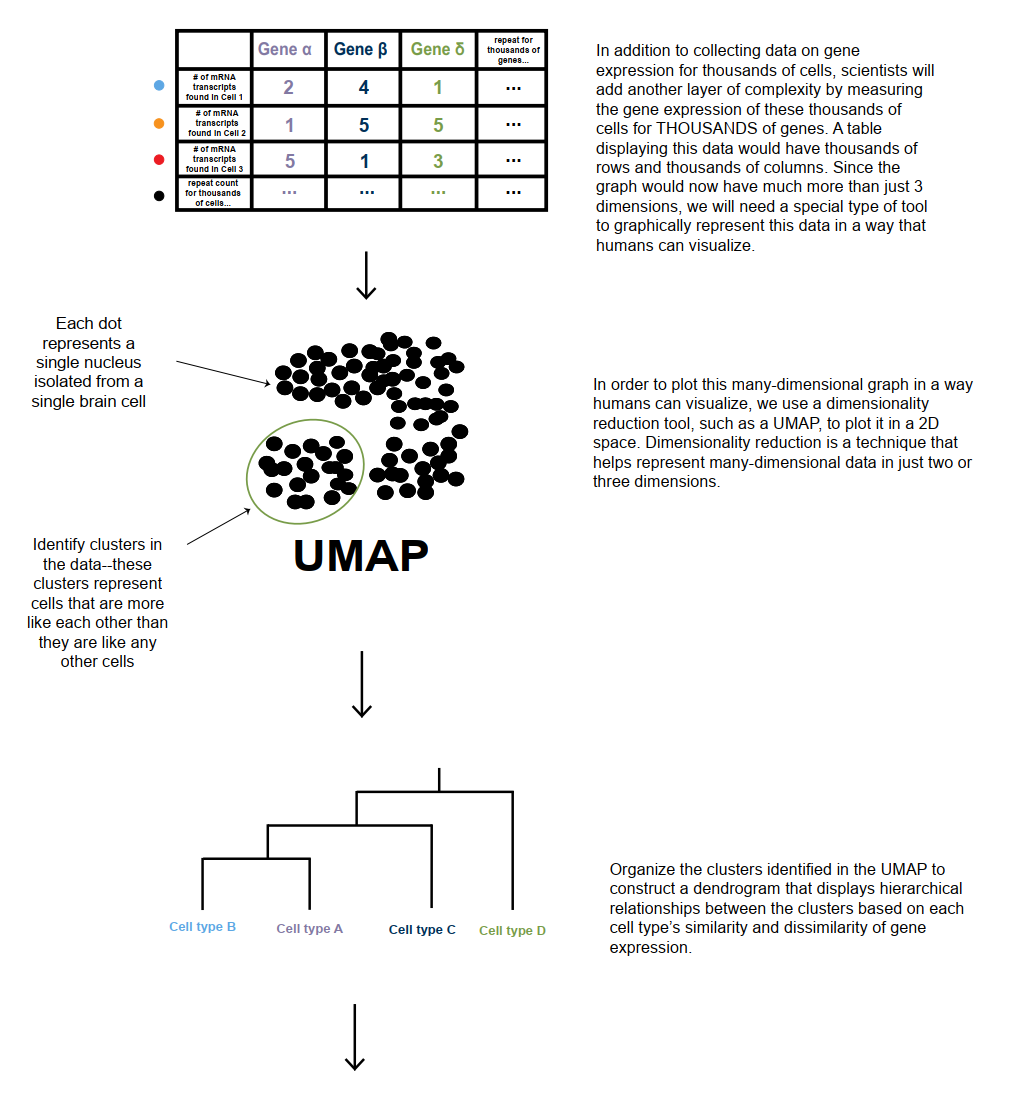 Gene α Gene β Gene δ repeat for
thousands of
genes...
# of mRNA
transcripts
found in Cell 1
2 4 1 ...
# of mRNA
transcripts
found in Cell 2
1 5 5 ...
# of mRNA
transcripts
found in Cell 3
5 1 3 ...
repeat count
for thousands
of cells...
... ... ... ...
In addition to collecting data on gene
expression for thousands of cells, scientists will
add another layer of complexity by measuring
the gene expression of these thousands of
cells for THOUSANDS of genes. A table
displaying this data would have thousands of
rows and thousands of columns. Since the
graph would now have much more than just 3
dimensions, we will need a special type of tool
to graphically represent this data in a way that
humans can visualize.
Each dot
represents a
single nucleus
isolated from a
single brain cell
In order to plot this many-dimensional graph in a way
humans can visualize, we use a dimensionality
reduction tool, such as a UMAP, to plot it in a 2D
space. Dimensionality reduction is a technique that
helps represent many-dimensional data in just two or
three dimensions.
UMAP
Identify clusters in
the data--these
clusters represent
cells that are more
like each other than
they are like any
other cells
Cell type B Cell type A Cell type C Cell type D
Organize the clusters identified in the UMAP to
construct a dendrogram that displays hierarchical
relationships between the clusters based on each
cell type's similarity and dissimilarity of gene
expression.